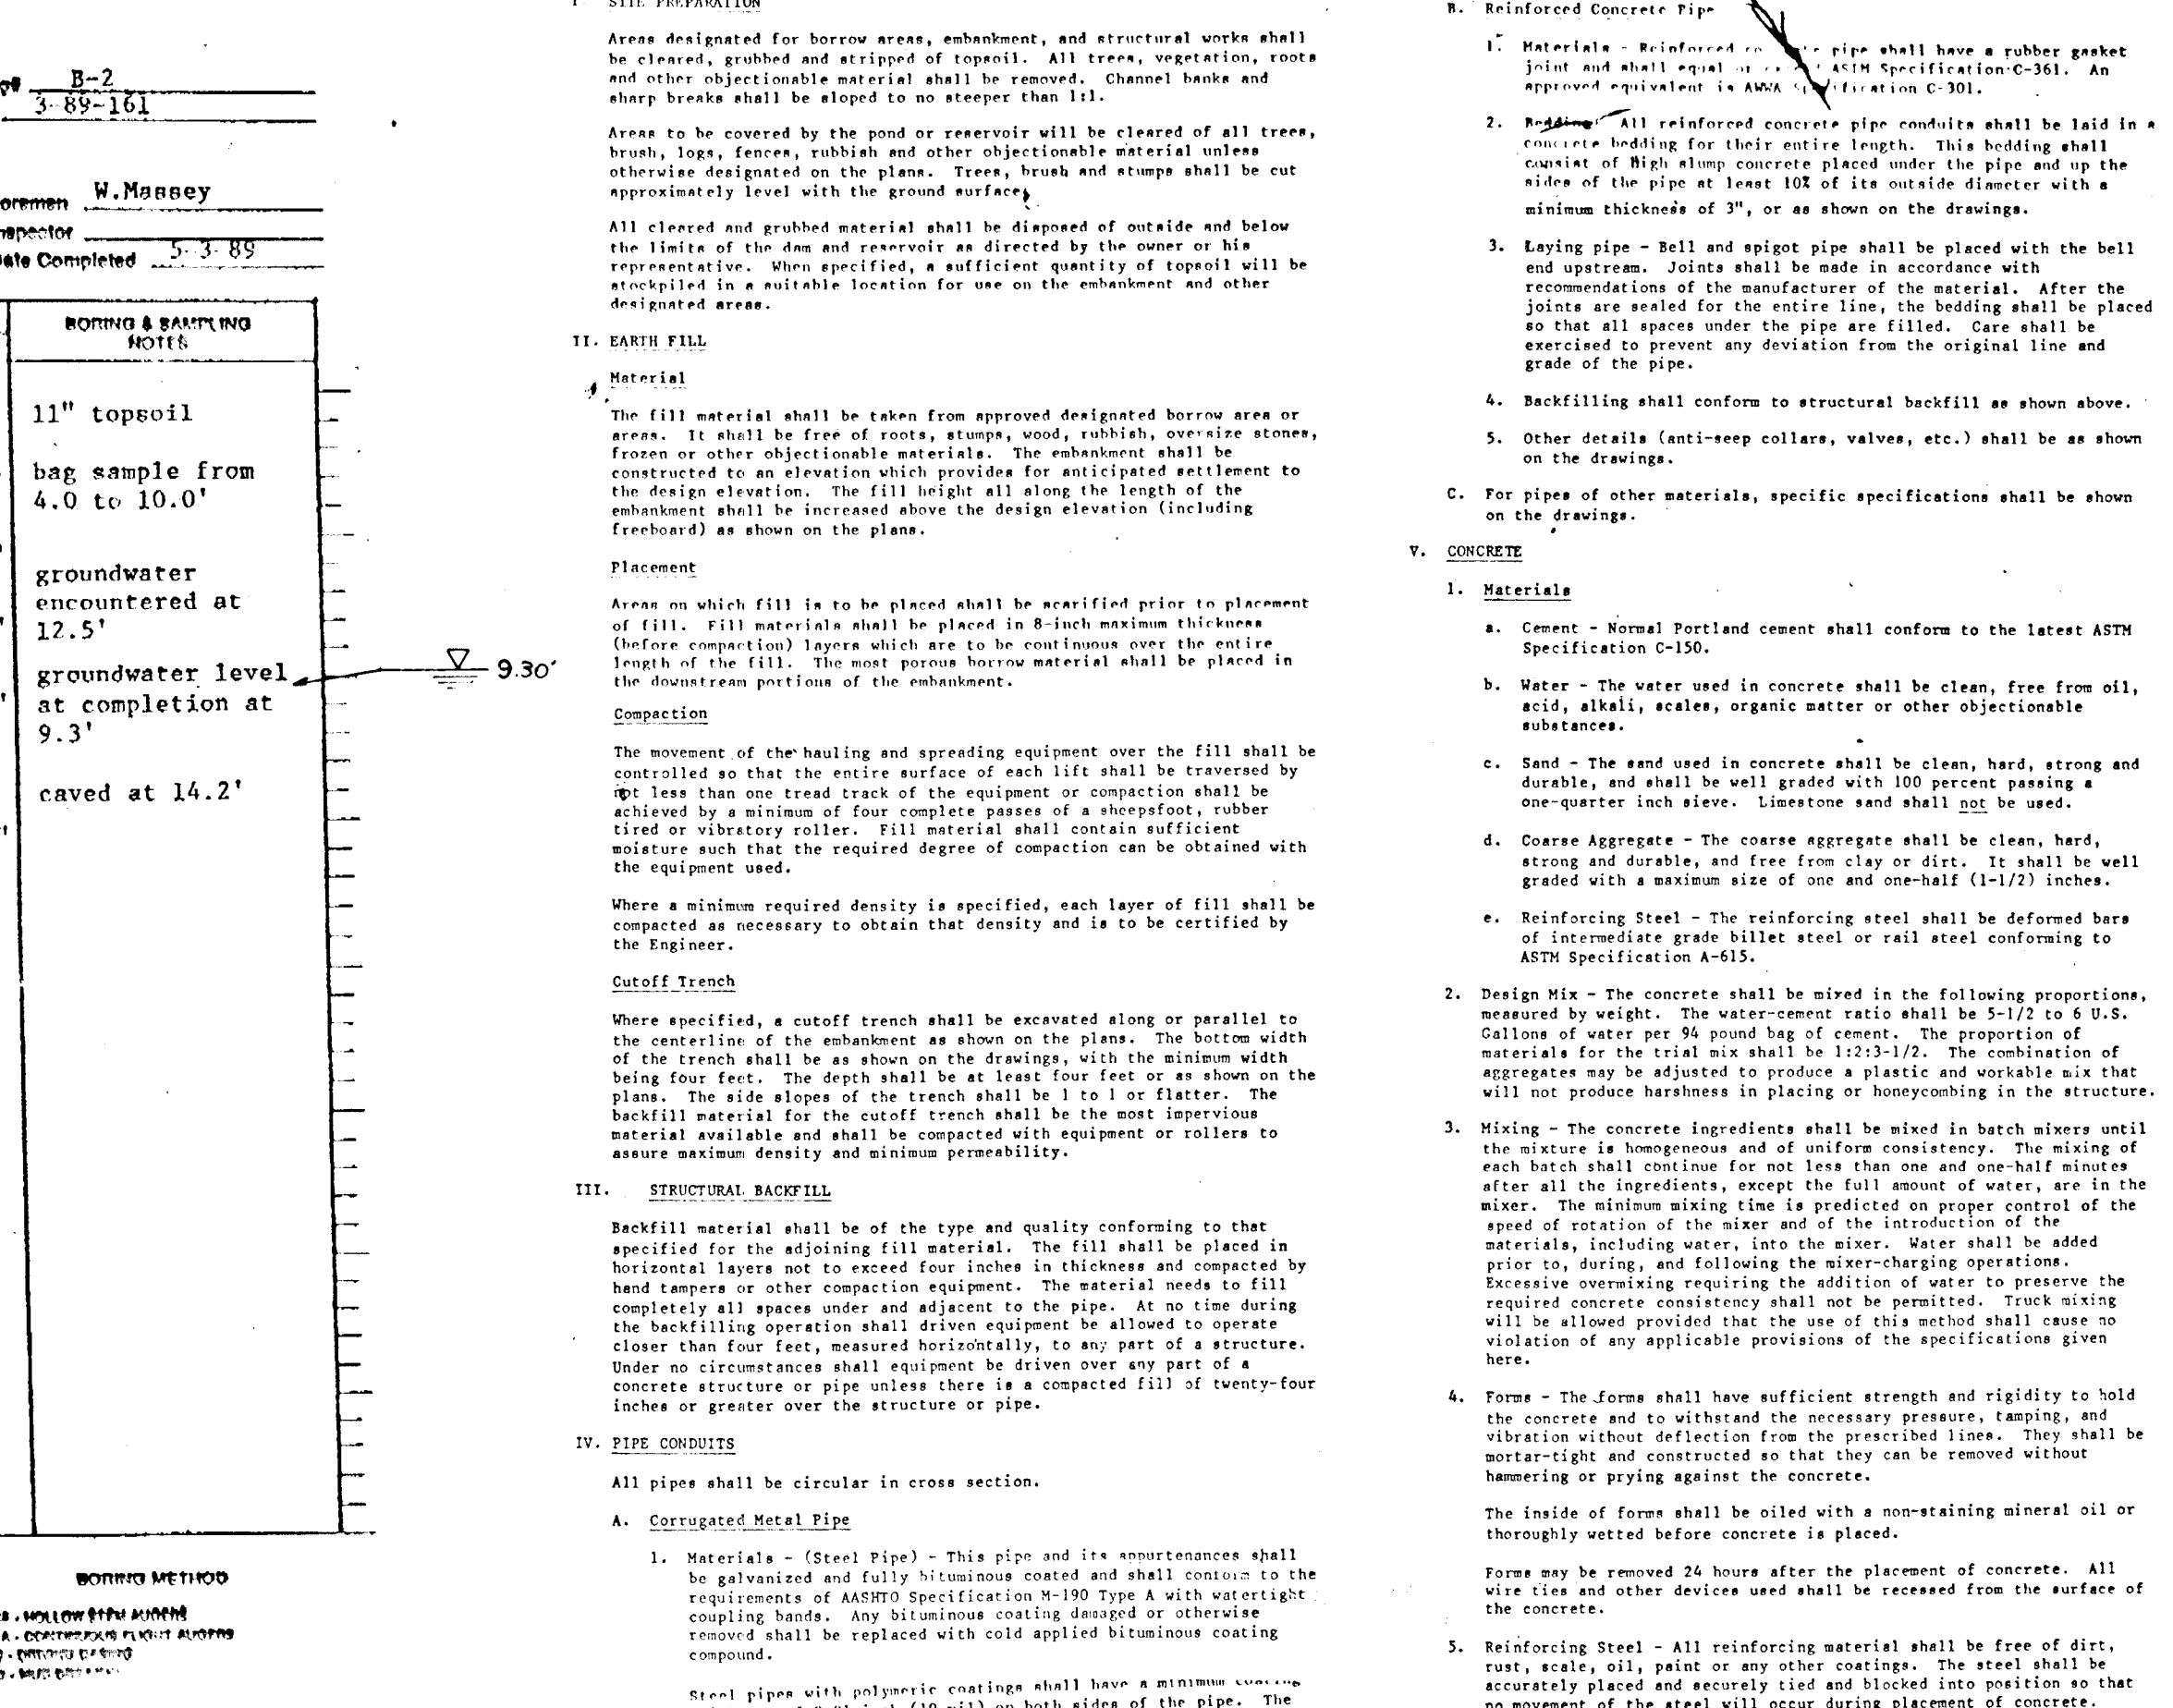 B-2
3-89-161
W.Massey
5-3-89
Date Completed
BORING & SAMPLING
NOTES
11" topsoil
bag sample from
4.0 to 10.0'
groundwater
encountered at
12.5'
groundwater level
at completion at
9.3'
9.30'
caved at 14.2'
BORING METHOD
HOLLOW STEM AUGERS
CONTINUOUS FLIGHT AUGERS
SITE PREPARATION
Areas designated for borrow areas, embankment, and structural works shall
be cleared, grubbed and stripped of topsoil. All trees, vegetation, roots
and other objectionable material shall be removed. Channel banks and
sharp breaks shall be sloped to no steeper than 1:1.
Areas to be covered by the pond or reservoir will be cleared of all trees,
brush, logs, fences, rubbish and other objectionable material unless
otherwise designated on the plans. Trees, brush and stumps shall be cut
approximately level with the ground surface.
All cleared and grubbed material shall be disposed of outside and below
the limits of the dam and reservoir as directed by the owner or his
representative. When specified, a sufficient quantity of topsoil will be
stockpiled in a suitable location for use on the embankment and other
designated areas.
II. EARTH FILL
Material
The fill material shall be taken from approved designated borrow area or
areas. It shall be free of roots, stumps, wood, rubbish, oversize stones,
frozen or other objectionable materials. The embankment shall be
constructed to an elevation which provides for anticipated settlement to
the design elevation. The fill height all along the length of the
embankment shall be increased above the design elevation (including
freeboard) as shown on the plans.
Placement
Areas on which fill is to be placed shall be scarified prior to placement
of fill. Fill materials shall be placed in 8-inch maximum thickness
(before compaction) layers which are to be continuous over the entire
length of the fill. The most porous borrow material shall be placed in
the downstream portions of the embankment.
Compaction
The movement of the hauling and spreading equipment over the fill shall be
controlled so that the entire surface of each lift shall be traversed by
not less than one tread track of the equipment or compaction shall be
achieved by a minimum of four complete passes of a sheepsfoot, rubber
tired or vibratory roller. Fill material shall contain sufficient
moisture such that the required degree of compaction can be obtained with
the equipment used.
Where a minimum required density is specified, each layer of fill shall be
compacted as necessary to obtain that density and is to be certified by
the Engineer.
Cutoff Trench
Where specified, a cutoff trench shall be excavated along or parallel to
the centerline of the embankment as shown on the plans. The bottom width
of the trench shall be as shown on the drawings, with the minimum width
being four feet. The depth shall be at least four feet or as shown on the
plans. The side slopes of the trench shall be 1 to 1 or flatter. The
backfill material for the cutoff trench shall be the most impervious
material available and shall be compacted with equipment or rollers to
assure maximum density and minimum permeability.
III. STRUCTURAL BACKFILL
Backfill material shall be of the type and quality conforming to that
specified for the adjoining fill material. The fill shall be placed in
horizontal layers not to exceed four inches in thickness and compacted by
hand tampers or other compaction equipment. The material needs to fill
completely all spaces under and adjacent to the pipe. At no time during
the backfilling operation shall driven equipment be allowed to operate
closer than four feet, measured horizontally, to any part of a structure.
Under no circumstances shall equipment be driven over any part of a
concrete structure or pipe unless there is a compacted fill of twenty-four
inches or greater over the structure or pipe.
IV. PIPE CONDUITS
All pipes shall be circular in cross section.
A. Corrugated Metal Pipe
1. Materials - (Steel Pipe) - This pipe and its appurtenances shall
be galvanized and fully bituminous coated and shall conform to the
requirements of AASHTO Specification M-190 Type A with watertight
coupling bands. Any bituminous coating damaged or otherwise
removed shall be replaced with cold applied bituminous coating
compound.
Steel pipes with polymeric coatings shall have a minimum coating
(10 mil) on both sides of the pipe. The
B. Reinforced Concrete Pipe
1. Materials - Reinforced pipe shall have a rubber gasket
joint and shall equal ASTM Specification C-361. An
approved equivalent is AWWA Specification C-301.
2. Bedding All reinforced concrete pipe conduits shall be laid in a
concrete bedding for their entire length. This bedding shall
consist of High slump concrete placed under the pipe and up the
sides of the pipe at least 10% of its outside diameter with a
minimum thickness of 3", or as shown on the drawings.
3. Laying pipe - Bell and spigot pipe shall be placed with the bell
end upstream. Joints shall be made in accordance with
recommendations of the manufacturer of the material. After the
joints are sealed for the entire line, the bedding shall be placed
so that all spaces under the pipe are filled. Care shall be
exercised to prevent any deviation from the original line and
grade of the pipe.
4. Backfilling shall conform to structural backfill as shown above.
5. Other details (anti-seep collars, valves, etc.) shall be as shown
on the drawings.
C. For pipes of other materials, specific specifications shall be shown
on the drawings.
V. CONCRETE
1. Materials
a. Cement - Normal Portland cement shall conform to the latest ASTM
Specification C-150.
b. Water - The water used in concrete shall be clean, free from oil,
acid, alkali, scales, organic matter or other objectionable
substances.
c. Sand - The sand used in concrete shall be clean, hard, strong and
durable, and shall be well graded with 100 percent passing a
one-quarter inch sieve. Limestone sand shall not be used.
d. Coarse Aggregate - The coarse aggregate shall be clean, hard,
strong and durable, and free from clay or dirt. It shall be well
graded with a maximum size of one and one-half (1-1/2) inches.
e. Reinforcing Steel - The reinforcing steel shall be deformed bars
of intermediate grade billet steel or rail steel conforming to
ASTM Specification A-615.
2. Design Mix - The concrete shall be mixed in the following proportions,
measured by weight. The water-cement ratio shall be 5-1/2 to 6 U.S.
Gallons of water per 94 pound bag of cement. The proportion of
materials for the trial mix shall be 1:2:3-1/2. The combination of
aggregates may be adjusted to produce a plastic and workable mix that
will not produce harshness in placing or honeycombing in the structure.
3. Mixing - The concrete ingredients shall be mixed in batch mixers until
the mixture is homogeneous and of uniform consistency. The mixing of
each batch shall continue for not less than one and one-half minutes
after all the ingredients, except the full amount of water, are in the
mixer. The minimum mixing time is predicted on proper control of the
speed of rotation of the mixer and of the introduction of the
materials, including water, into the mixer. Water shall be added
prior to, during, and following the mixer-charging operations.
Excessive overmixing requiring the addition of water to preserve the
required concrete consistency shall not be permitted. Truck mixing
will be allowed provided that the use of this method shall cause no
violation of any applicable provisions of the specifications given
here.
4. Forms - The forms shall have sufficient strength and rigidity to hold
the concrete and to withstand the necessary pressure, tamping, and
vibration without deflection from the prescribed lines. They shall be
mortar-tight and constructed so that they can be removed without
hammering or prying against the concrete.
The inside of forms shall be oiled with a non-staining mineral oil or
thoroughly wetted before concrete is placed.
Forms may be removed 24 hours after the placement of concrete. All
wire ties and other devices used shall be recessed from the surface of
the concrete.
5. Reinforcing Steel - All reinforcing material shall be free of dirt,
rust, scale, oil, paint or any other coatings. The steel shall be
accurately placed and securely tied and blocked into position so that
no movement of the steel will occur during placement of concrete.